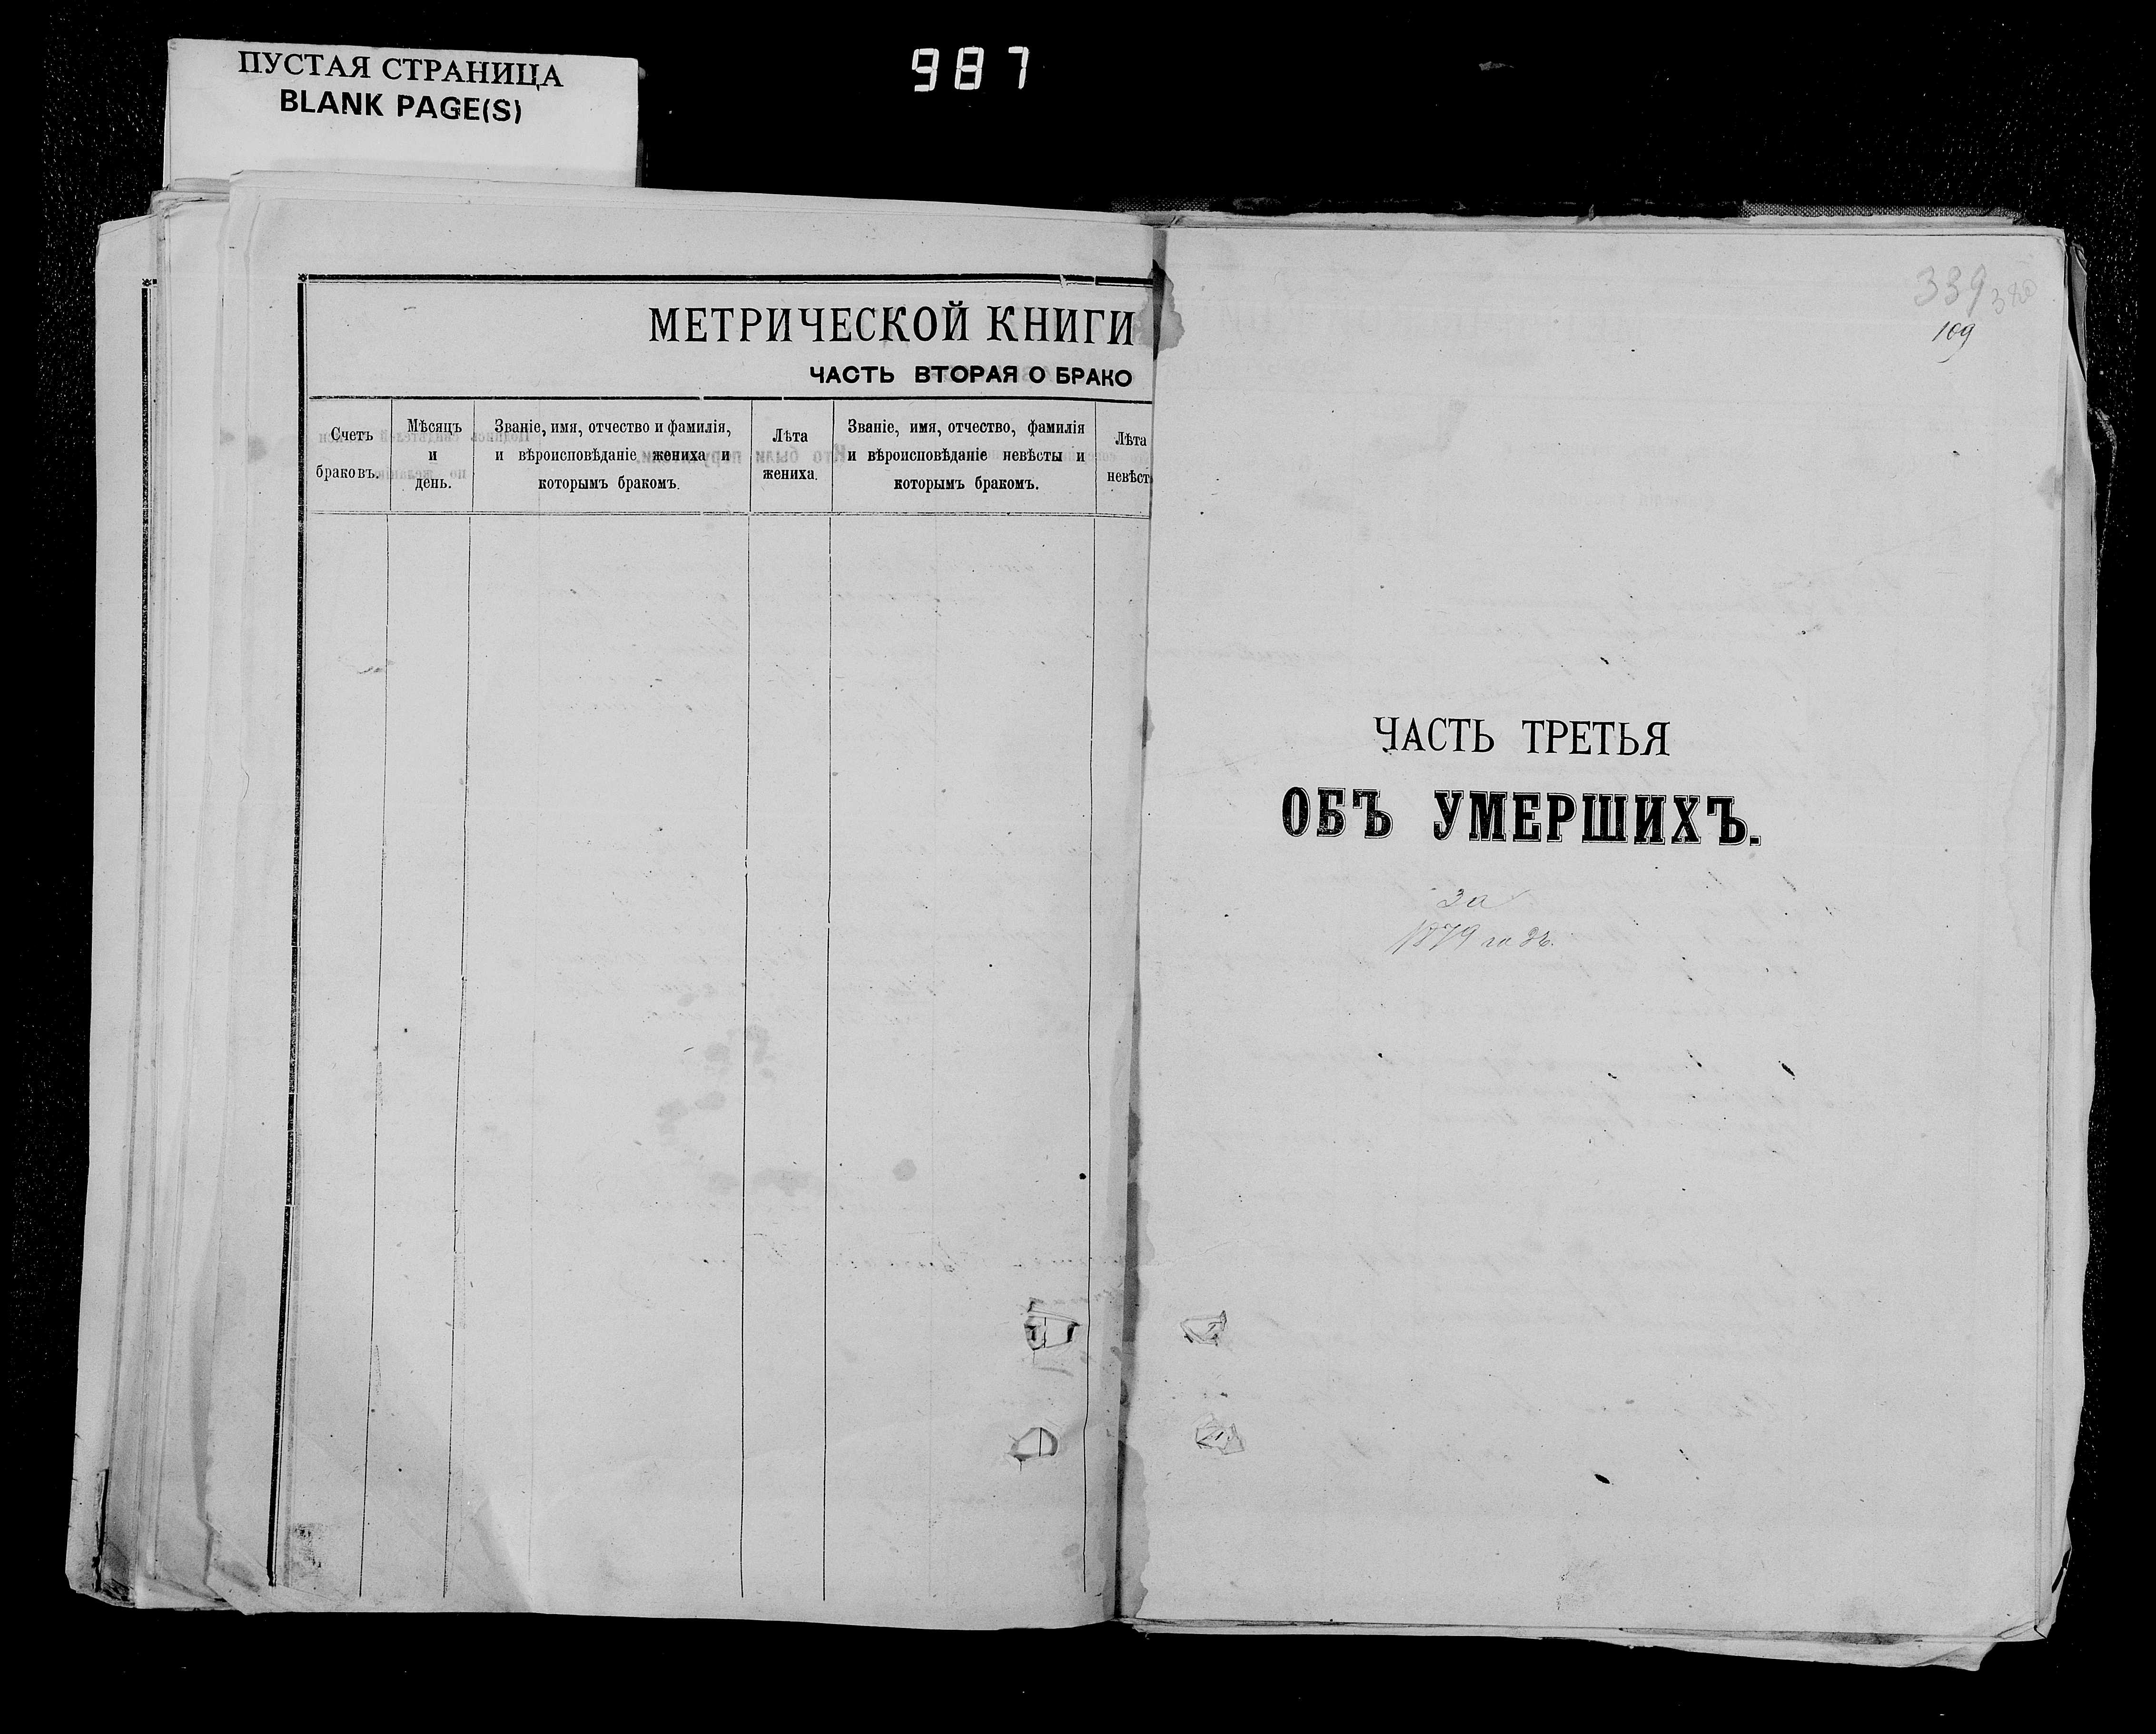 ПУСТАЯ СТРАНИЦА
BLANK PAGE(S)
987
МЕТРИЧЕСКОЙ КНИГИ
ЧАСТЬ ВТОРАЯ О БРАКО
Счетъ браковъ.
Мѣсяцъ и день.
Званіе, имя, отчество и фамилія,
и вѣроисповѣданіе жениха и
которымъ бракомъ.
Лѣта жениха.
Званіе, имя, отчество, фамилія
и вѣроисповѣданіе невѣсты и
которымъ бракомъ.
Лѣта невѣст
339
109
ЧАСТЬ ТРЕТЬЯ
ОБЪ УМЕРШИХЪ.
За
1879